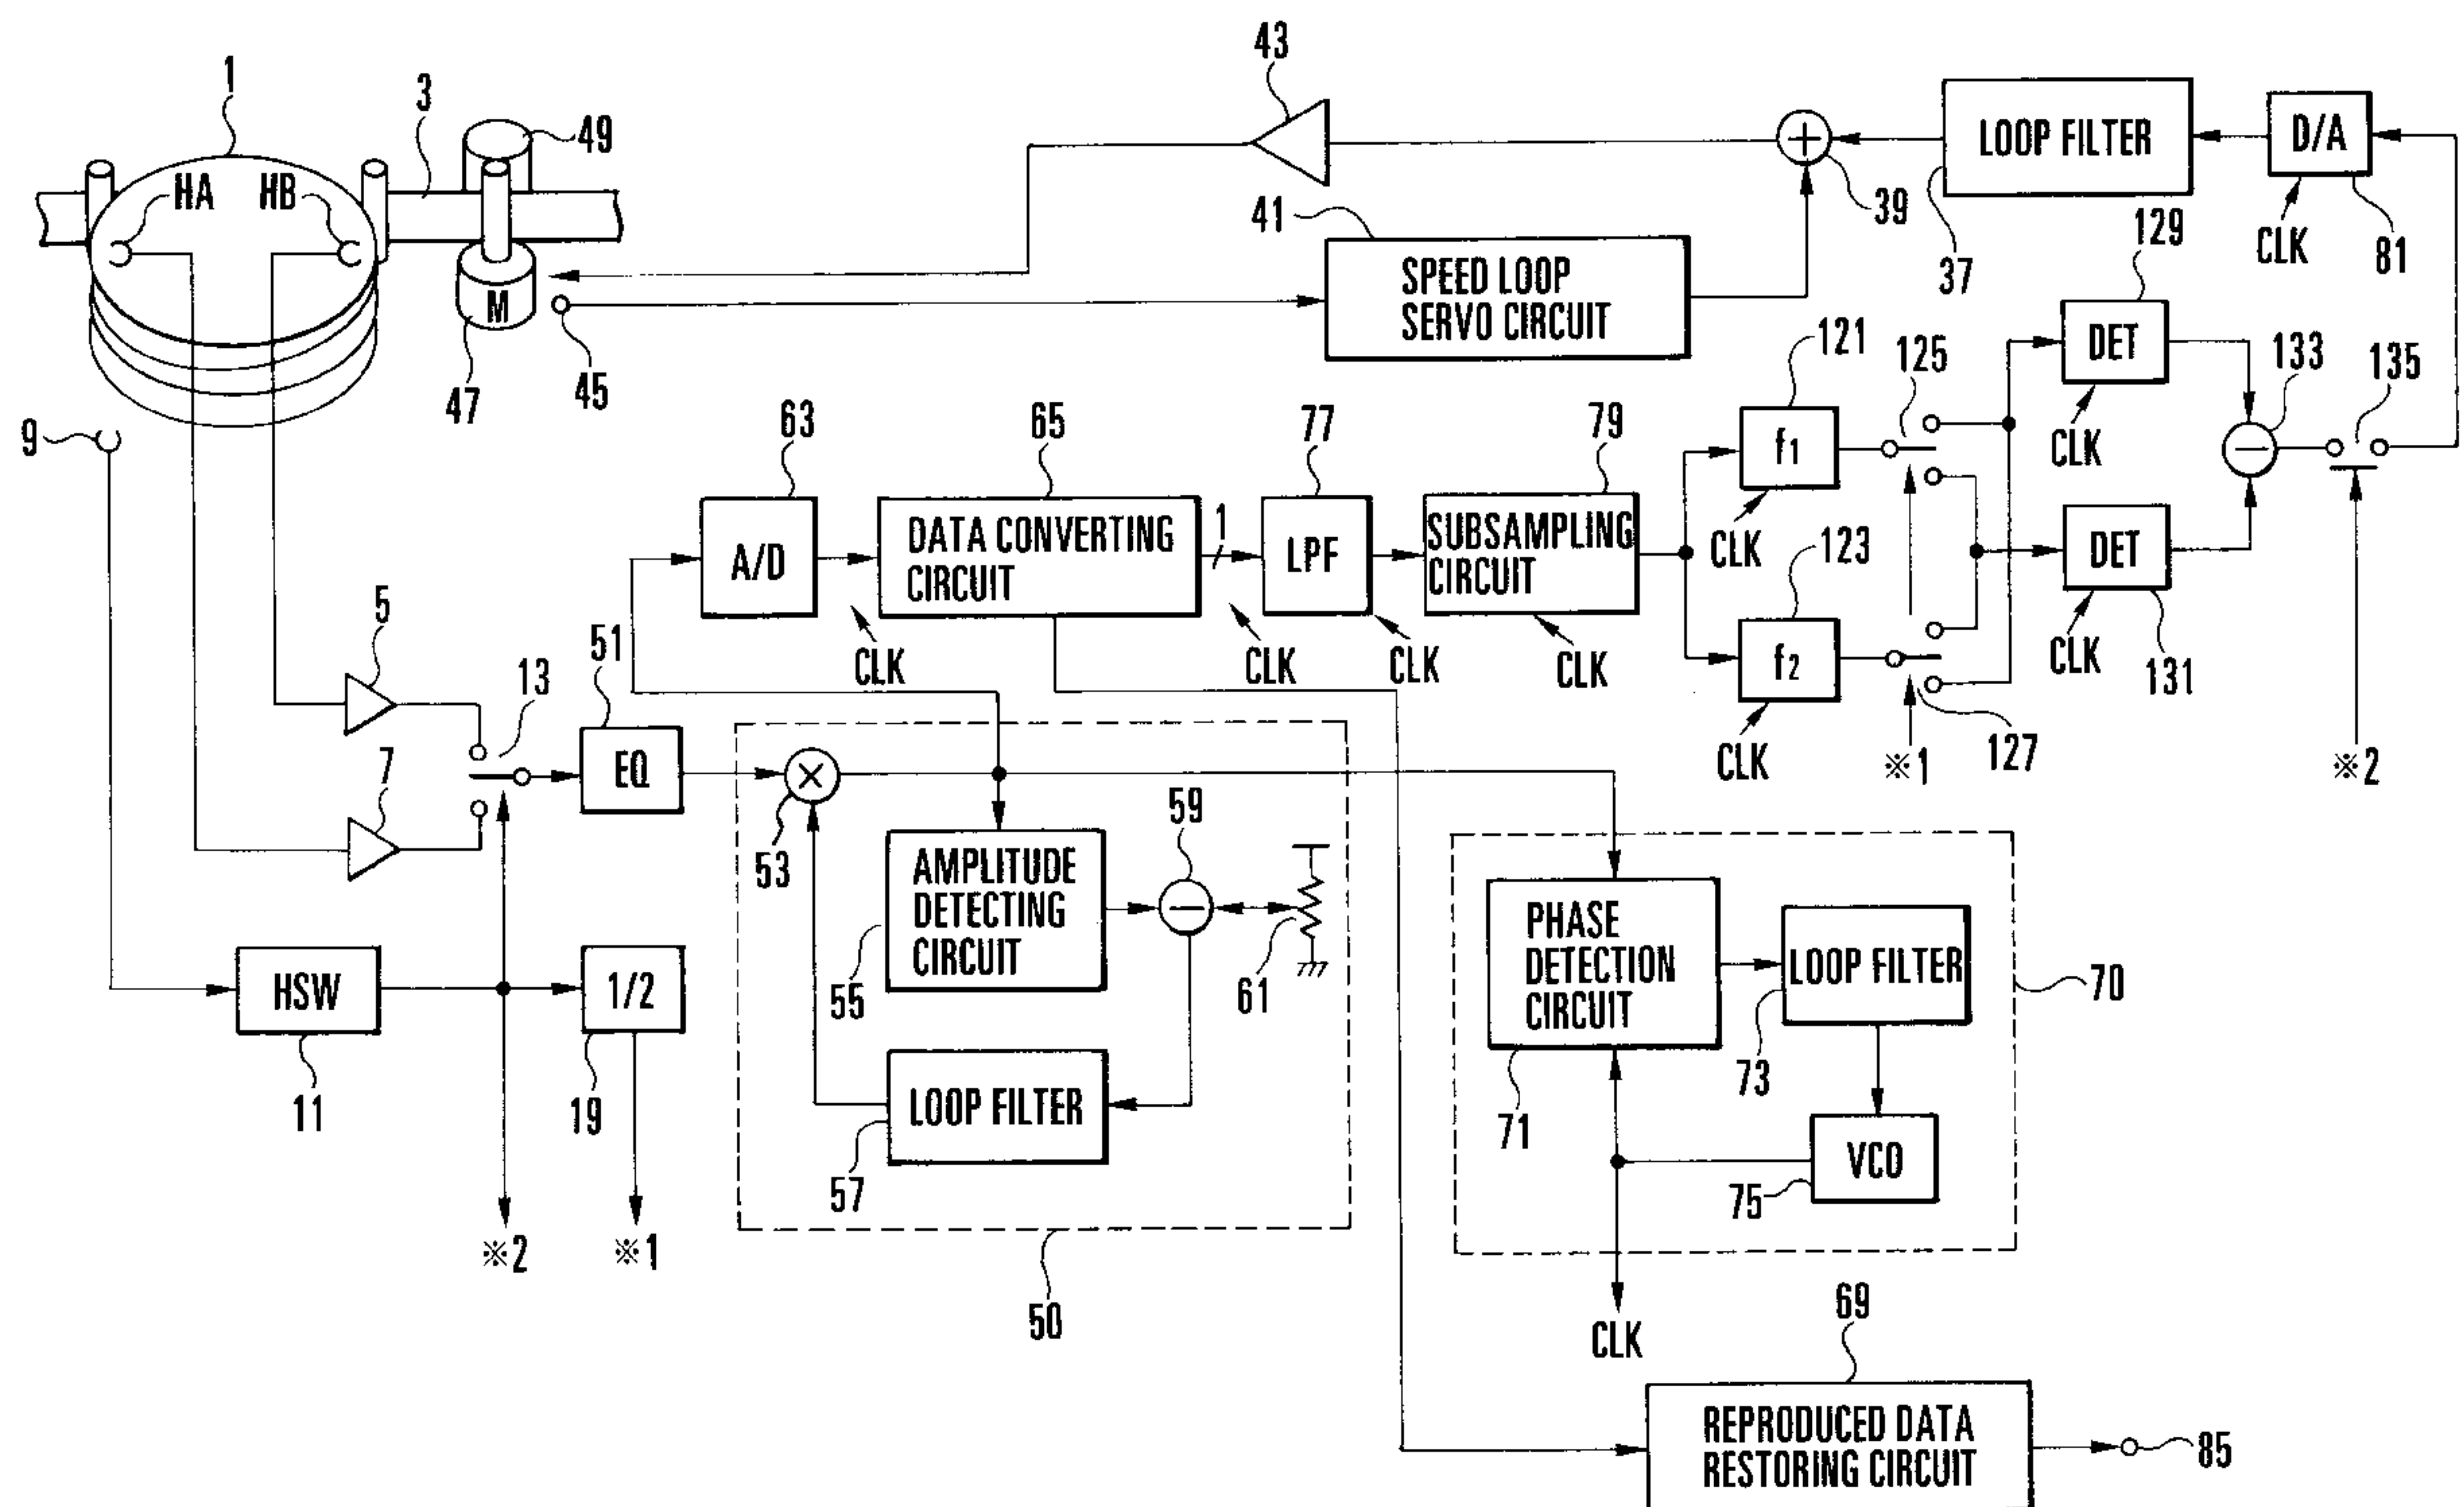 43
1
3
49
HA
HB
LOOP FILTER
D/A
39
CLK
81
37
41
SPEED LOOP
SERVO CIRCUIT
M
47
45
129
DET
CLK
133
135
121
125
f1
CLK
9
63
A/D
65
DATA CONVERTING
CIRCUIT
1
77
LPF
79
SUBSAMPLING
CIRCUIT
CLK
CLK
CLK
CLK
123
f2
CLK
127
※1
DET
CLK
131
※2
5
7
13
51
EQ
53
AMPLITUDE
DETECTING
CIRCUIT
55
59
61
LOOP FILTER
57
50
HSW
11
1/2
19
※2
※1
PHASE
DETECTION
CIRCUIT
71
LOOP FILTER
73
VCO
75
70
CLK
69
REPRODUCED DATA
RESTORING CIRCUIT
85